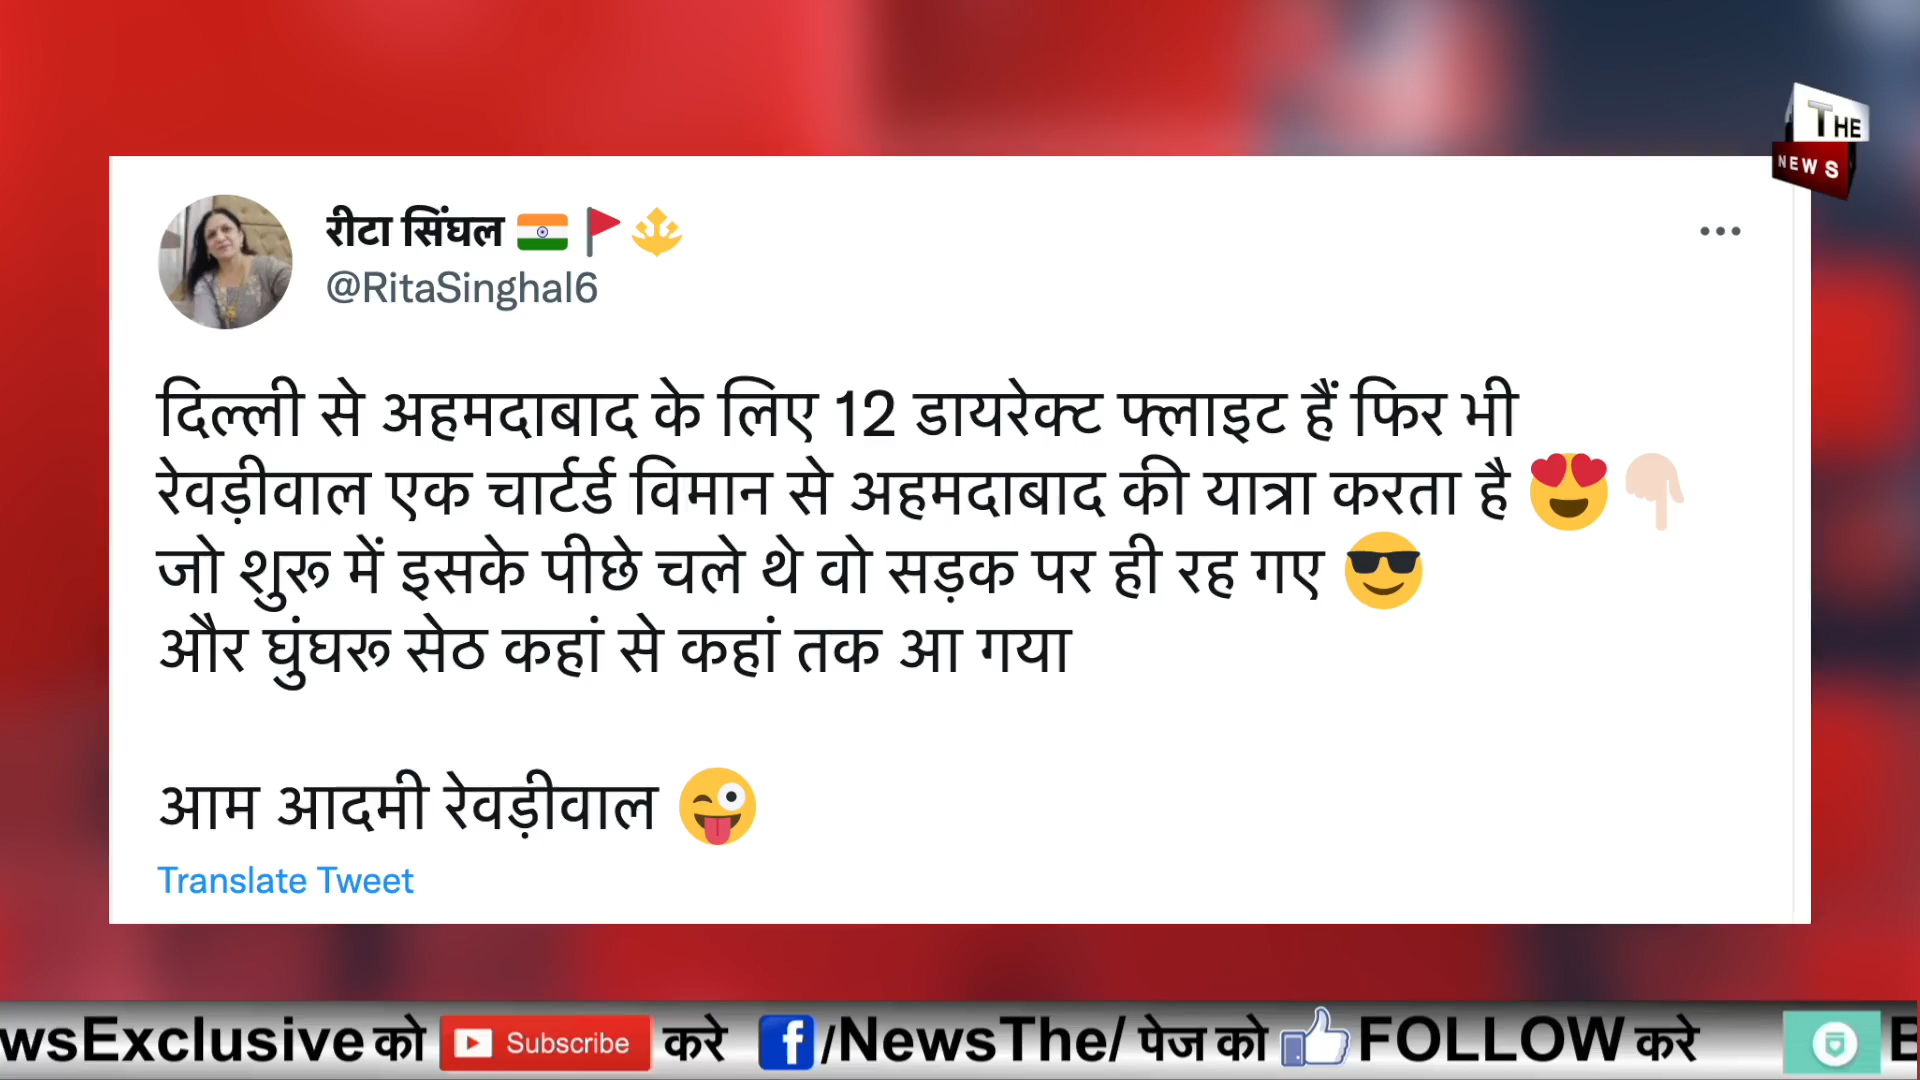 THE
NEWS
रीटा सिंघल 🇮🇳🚩
@RitaSinghal6
दिल्ली से अहमदाबाद के लिए 12 डायरेक्ट फ्लाइट हैं फिर भी
रेवड़ीवाल एक चार्टर्ड विमान से अहमदाबाद की यात्रा करता है 😍👇🏻
जो शुरू में इसके पीछे चले थे वो सड़क पर ही रह गए 😎
और घुंघरू सेठ कहां से कहां तक आ गया
आम आदमी रेवड़ीवाल 😜
Translate Tweet
wsExclusive को Subscribe करे f/NewsThe/ पेज को FOLLOW करे